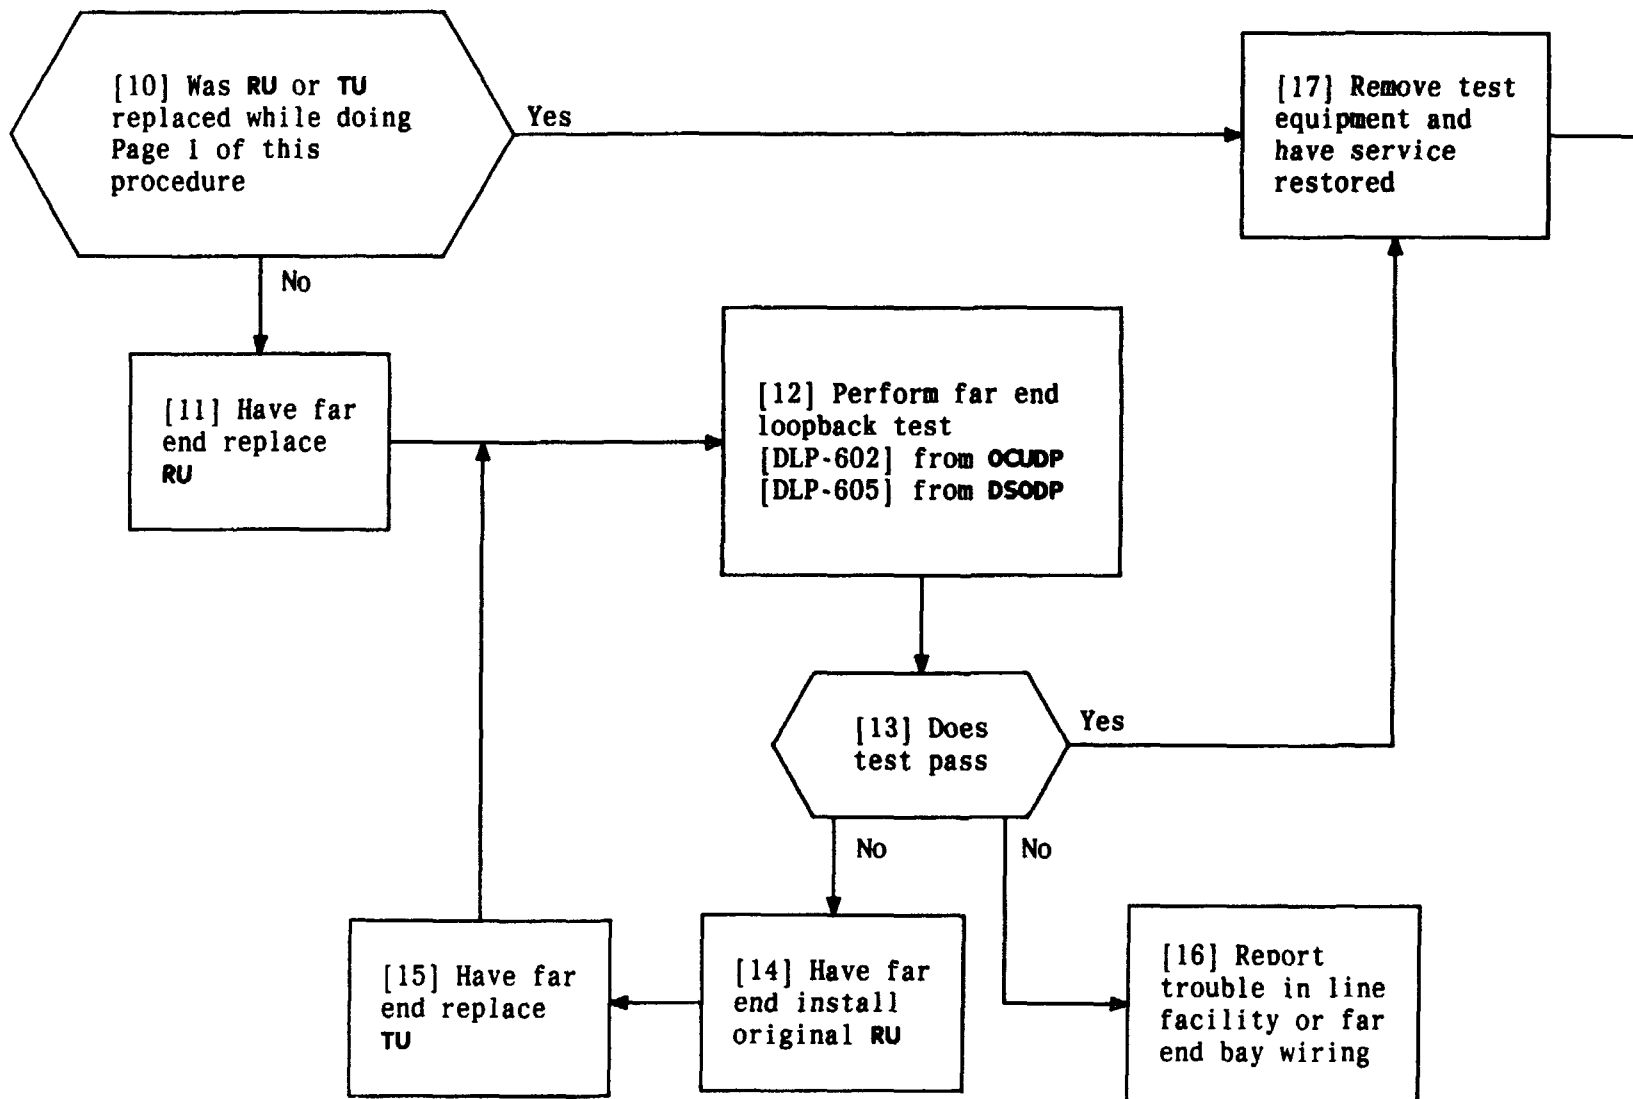 [10] Was RU or TU
replaced while doing
Page 1 of this
procedure
Yes
[17] Remove test
equipment and
have service
restored
No
[11] Have far
end replace
RU
[12] Perform far end
loopback test
[DLP-602] from OCUDP
[DLP-605] from DSODP
[13] Does
test pass
Yes
No
No
[15] Have far
end replace
TU
[14] Have far
end install
original RU
[16] Report
trouble in line
facility or far
end bay wiring